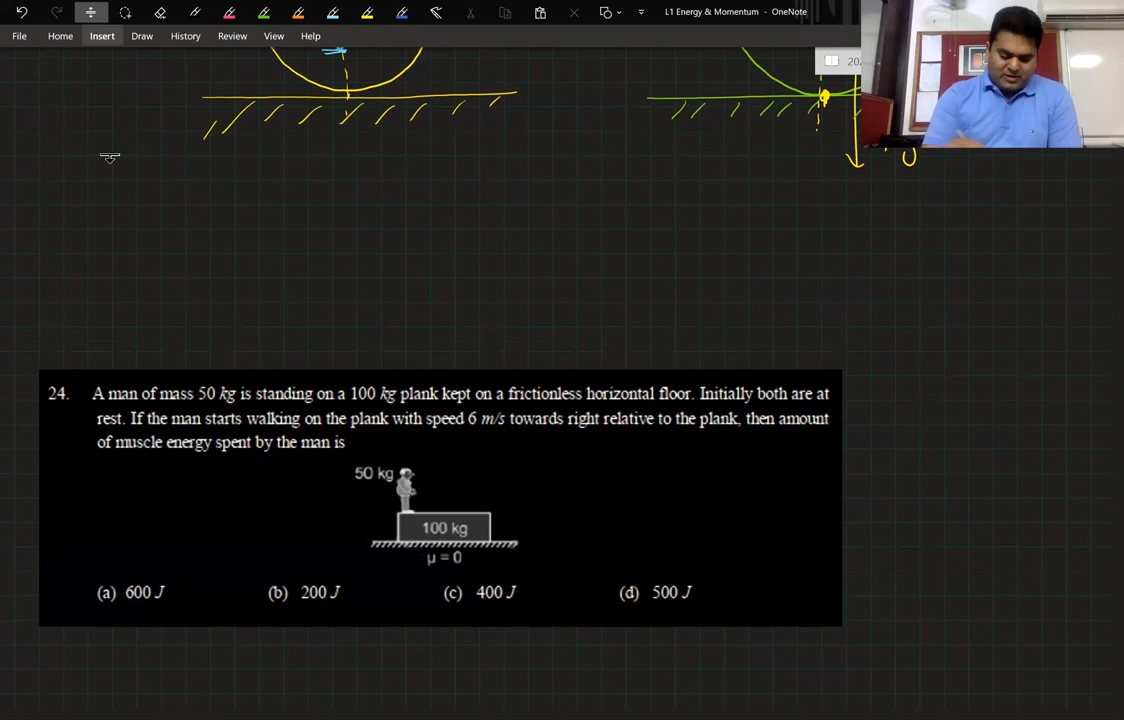 L1 Energy & Momentum - OneNote
File Home Insert Draw History Review View Help
202
0
24. A man of mass 50 kg is standing on a 100 kg plank kept on a frictionless horizontal floor. Initially both are at
rest. If the man starts walking on the plank with speed 6 m/s towards right relative to the plank, then amount
of muscle energy spent by the man is
50 kg
100 kg
μ = 0
(a) 600 J (b) 200 J (c) 400 J (d) 500 J